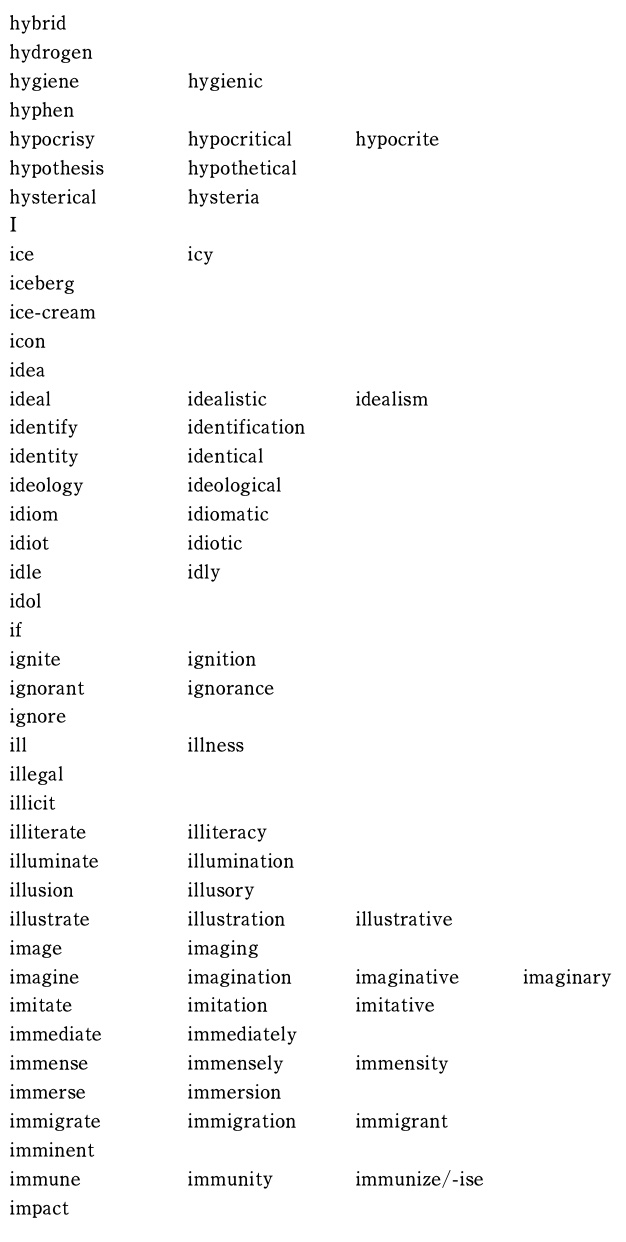 hybrid
hydrogen
hygiene hygienic
hyphen
hypocrisy hypocritical hypocrite
hypothesis hypothetical
hysterical hysteria
I
ice icy
iceberg
ice-cream
icon
idea
ideal idealistic idealism
identify identification
identity identical
ideology ideological
idiom idiomatic
idiot idiotic
idle idly
idol
if
ignite ignition
ignorant ignorance
ignore
ill illness
illegal
illicit
illiterate illiteracy
illuminate illumination
illusion illusory
illustrate illustration illustrative
image imaging
imagine imagination imaginative imaginary
imitate imitation imitative
immediate immediately
immense immensely immensity
immerse immersion
immigrate immigration immigrant
imminent
immune immunity immunize/-ise
impact